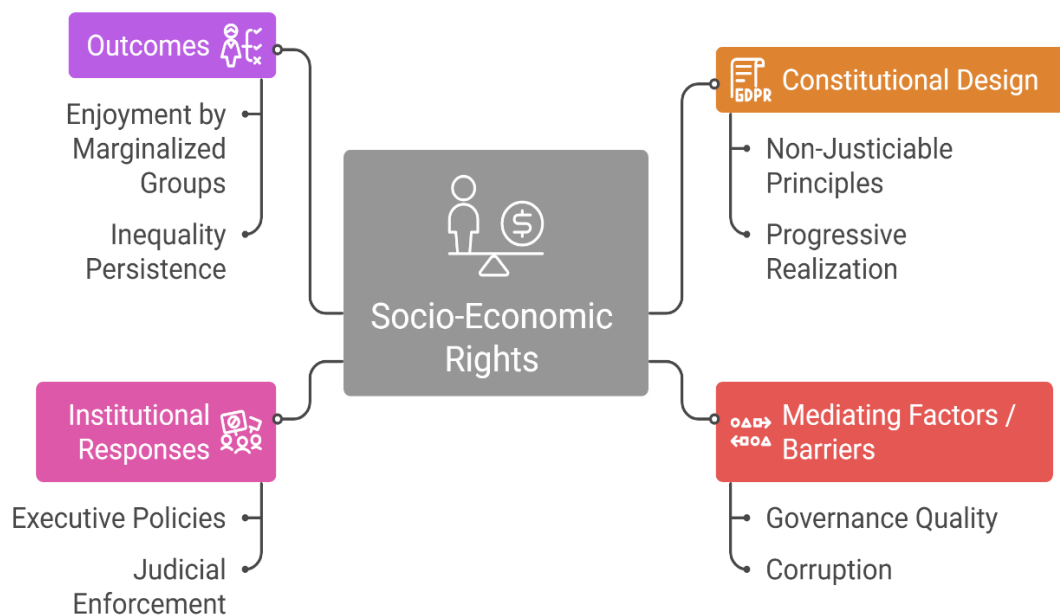 Outcomes
Enjoyment by
Marginalized
Groups
Inequality
Persistence
GDPR
Constitutional Design
Non-Justiciable
Principles
Progressive
Realization
Socio-Economic
Rights
Institutional
Responses
Executive Policies
Judicial
Enforcement
Mediating Factors /
Barriers
Governance Quality
Corruption